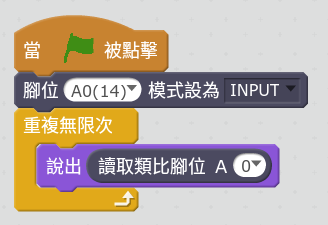 當 被點擊
腳位 A0(14) 模式設為 INPUT
重複無限次
說出 讀取類比腳位 A 0